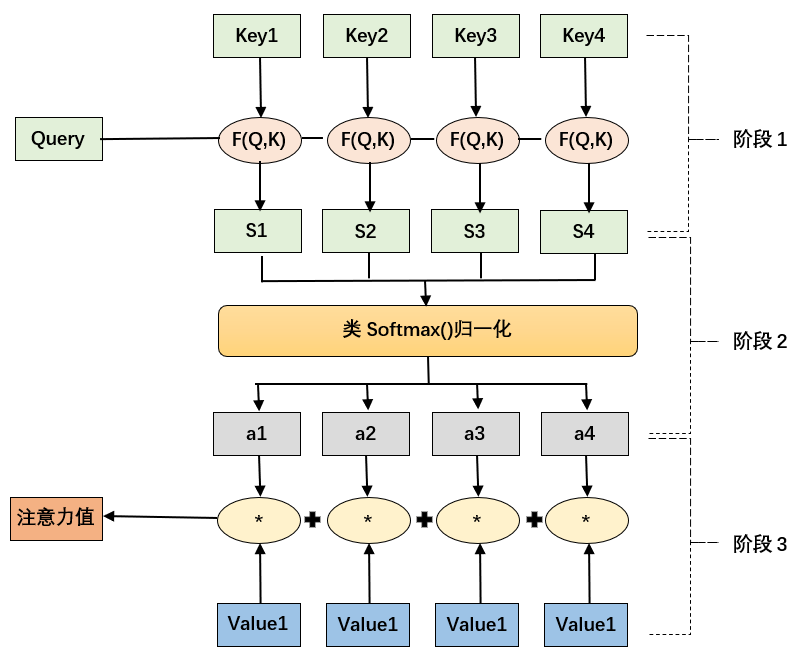 Key1 Key2 Key3 Key4
Query F(Q,K) F(Q,K) F(Q,K) F(Q,K) 阶段 1
S1 S2 S3 S4
类 Softmax()归一化 阶段 2
a1 a2 a3 a4
注意力值 * + * + * + * 阶段 3
Value1 Value1 Value1 Value1